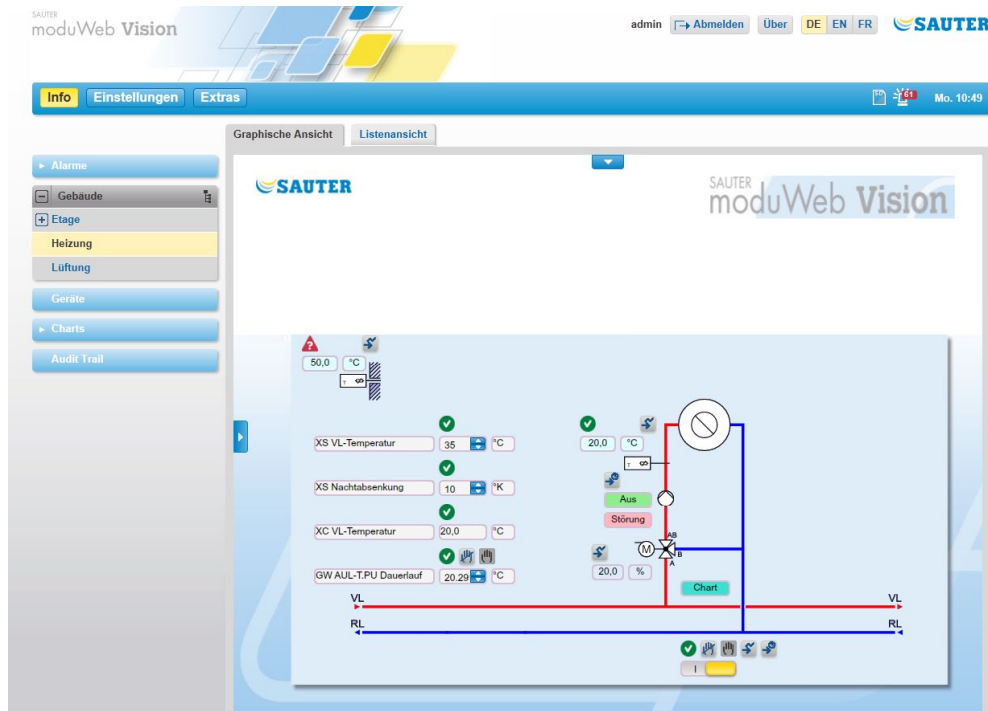 SAUTER
moduWeb Vision
admin Abmelden Über DE EN FR SAUTER
Info Einstellungen Extras
61 Mo. 10:49
Graphische Ansicht Listenansicht
Alarme
Gebäude
Etage
Heizung
Lüftung
Geräte
Charts
Audit Trail
SAUTER
SAUTER
moduWeb Vision
50,0 °C
T
XS VL-Temperatur 35 °C
20,0 °C
T
XS Nachtabsenkung 10 °K
Aus
Störung
XC VL-Temperatur 20,0 °C
AB
M
B
A
GW AUL-T.PU Dauerlauf 20.29 °C
20,0 %
Chart
VL VL
RL RL
I